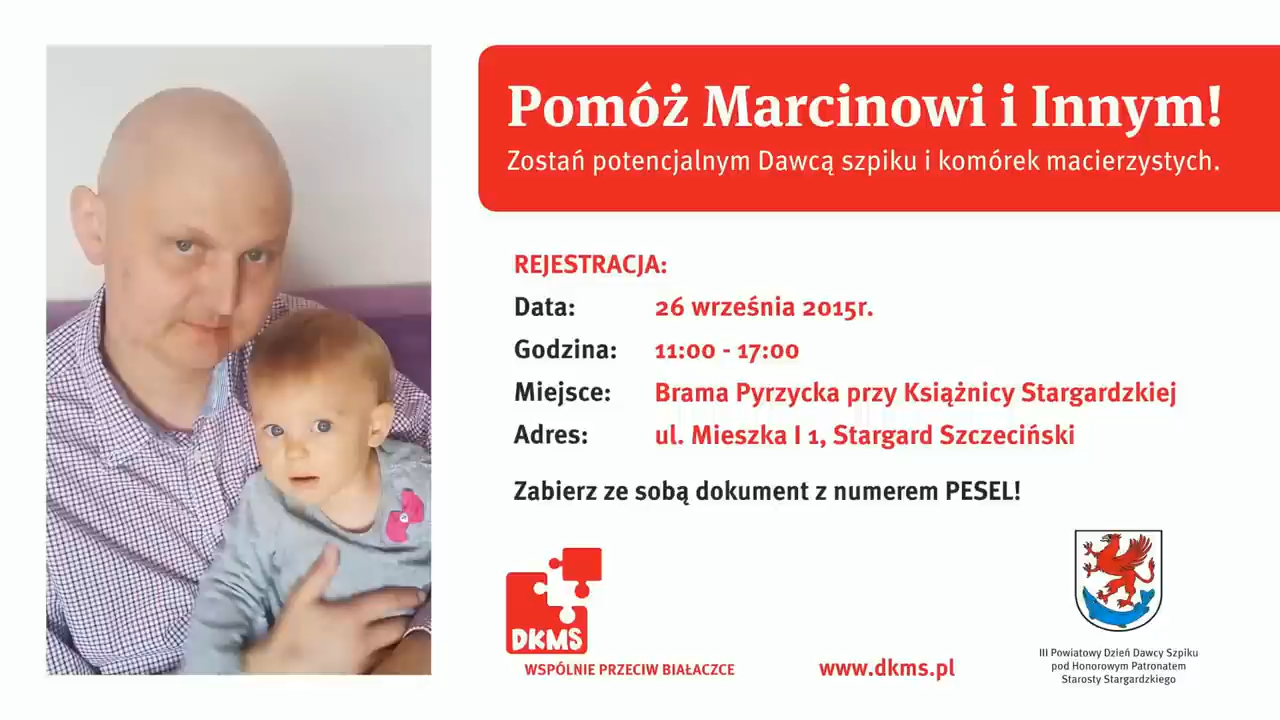 Pomóż Marcinowi i Innym!
Zostań potencjalnym Dawcą szpiku i komórek macierzystych.
REJESTRACJA:
Data: 26 września 2015r.
Godzina: 11:00 - 17:00
Miejsce: Brama Pyrzycka przy Książnicy Stargardzkiej
Adres: ul. Mieszka I 1, Stargard Szczeciński
Zabierz ze sobą dokument z numerem PESEL!
DKMS
WSPÓLNIE PRZECIW BIAŁACZCE
www.dkms.pl
III Powiatowy Dzień Dawcy Szpiku
pod Honorowym Patronatem
Starosty Stargardzkiego